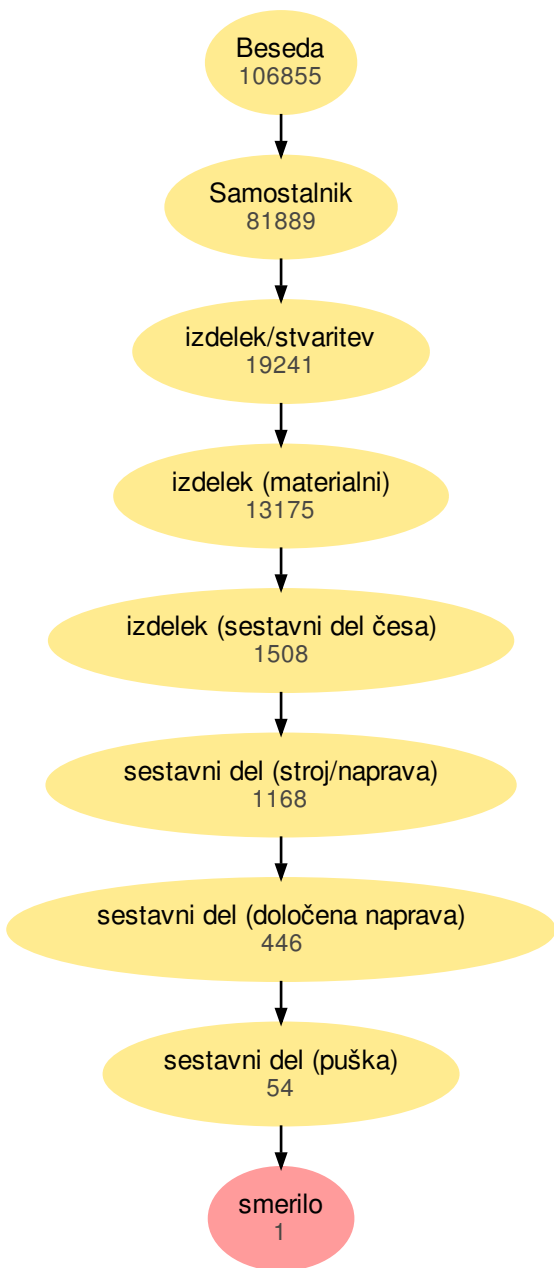 Beseda
106855
Samostalnik
81889
izdelek/stvaritev
19241
izdelek (materialni)
13175
izdelek (sestavni del česa)
1508
sestavni del (stroj/naprava)
1168
sestavni del (določena naprava)
446
sestavni del (puška)
54
smerilo
1